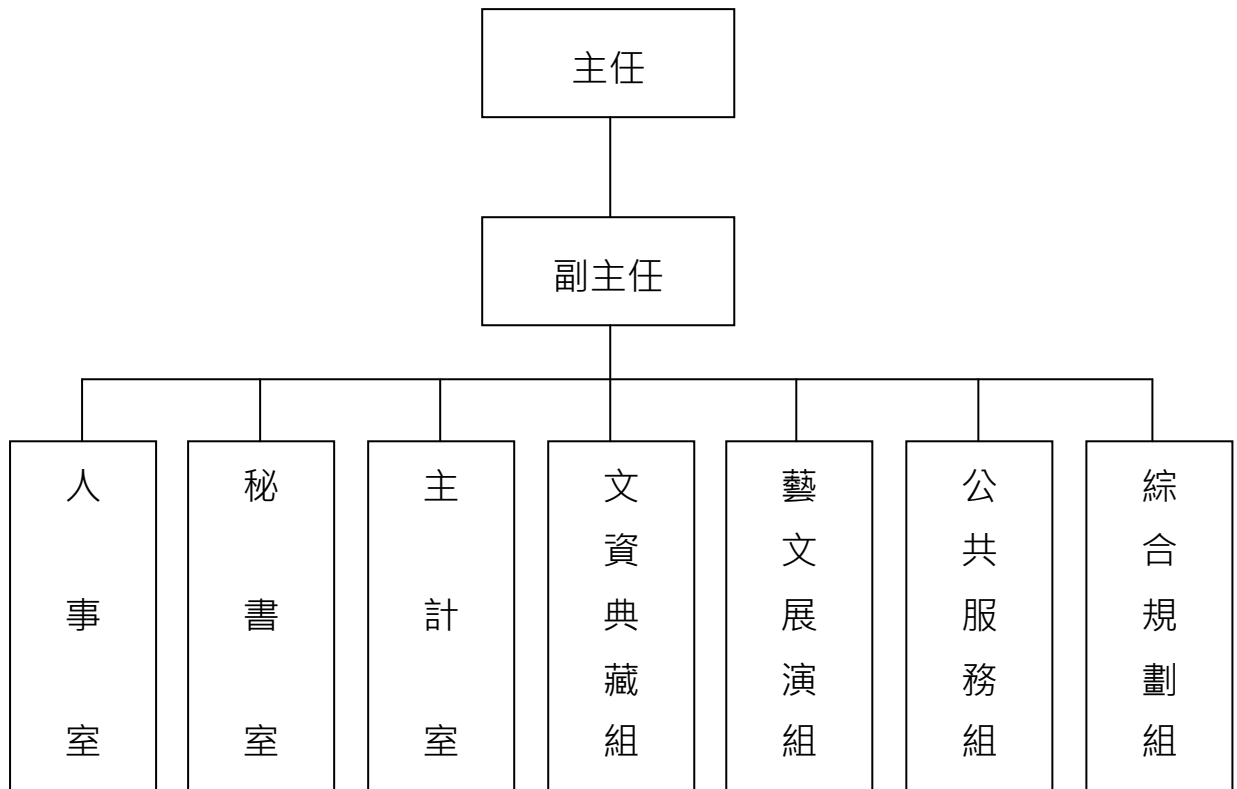 主任
副主任
人事室
秘書室
主計室
文資典藏組
藝文展演組
公共服務組
綜合規劃組